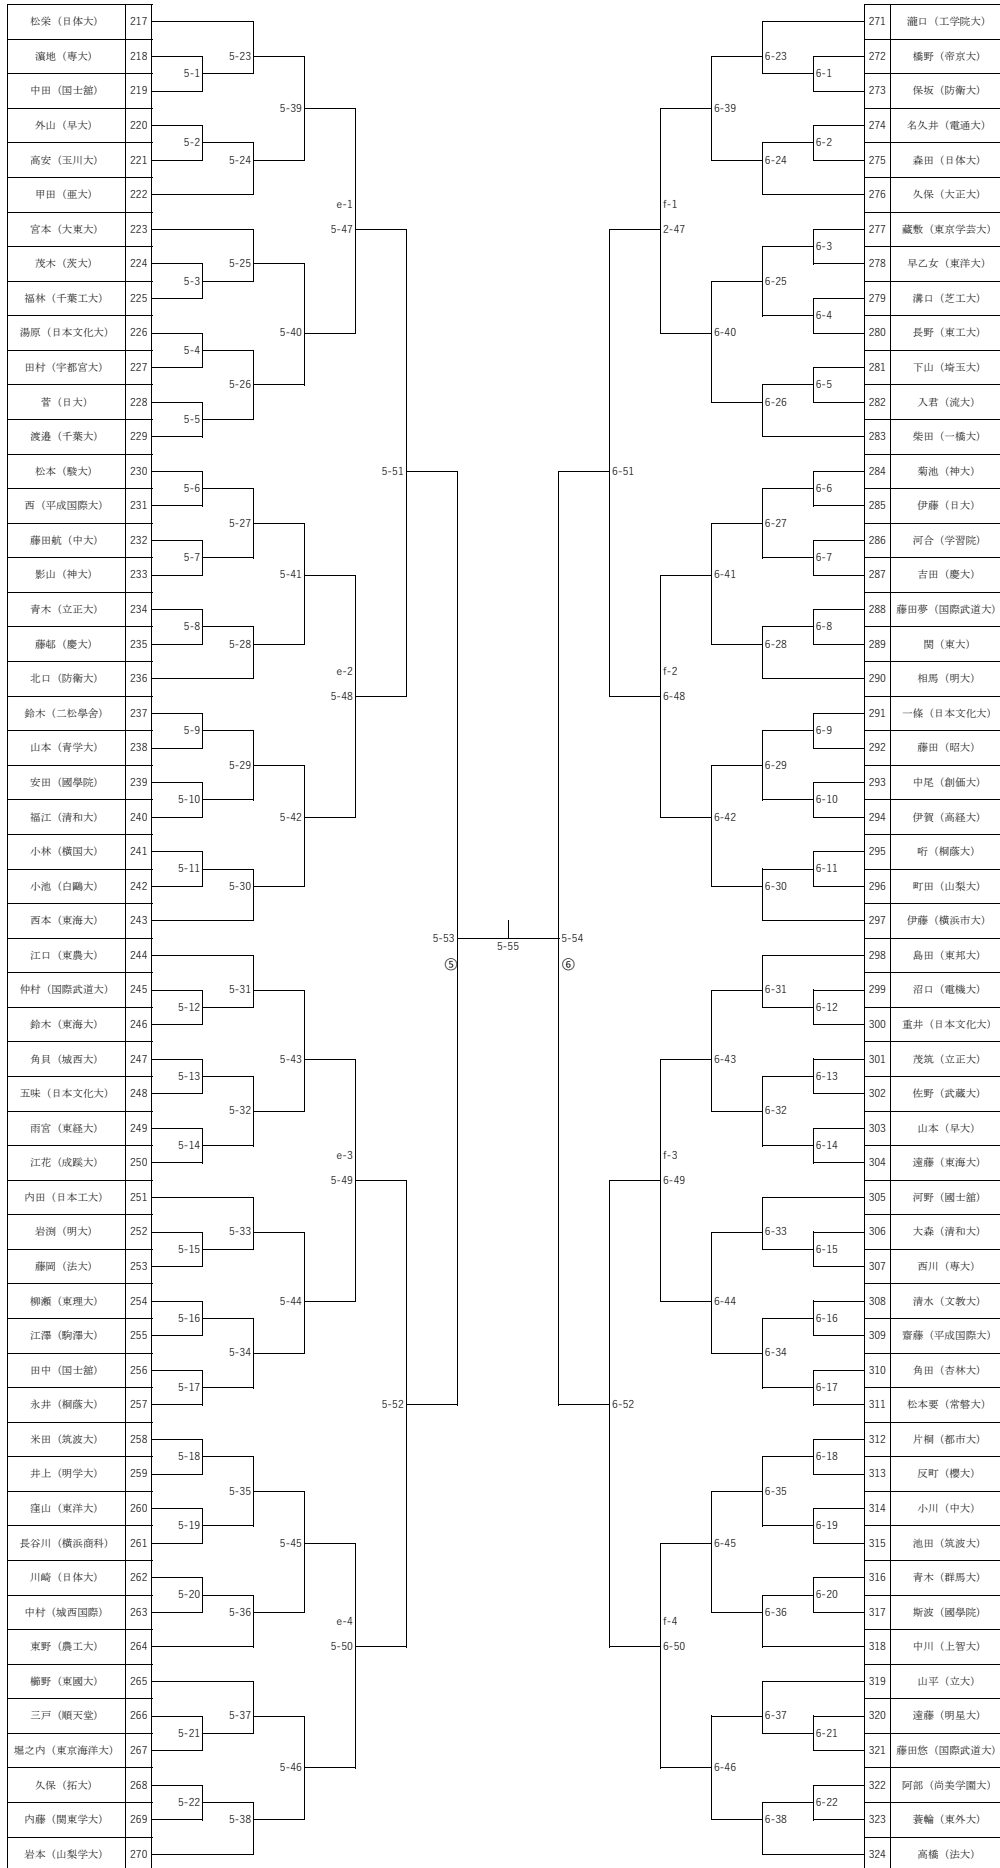 松栄（日体大） 217
濵地（専大） 218
中田（国士舘） 219
外山（早大） 220
高安（玉川大） 221
甲田（亜大） 222
宮本（大東大） 223
茂木（茨大） 224
福林（千葉工大） 225
湯原（日本文化大） 226
田村（宇都宮大） 227
菅（日大） 228
渡邉（千葉大） 229
松本（駿大） 230
西（平成国際大） 231
藤田航（中大） 232
影山（神大） 233
青木（立正大） 234
藤邨（慶大） 235
北口（防衛大） 236
鈴木（二松學舍） 237
山本（青学大） 238
安田（國學院） 239
福江（清和大） 240
小林（横国大） 241
小池（白鷗大） 242
西本（東海大） 243
江口（東農大） 244
仲村（国際武道大） 245
鈴木（東海大） 246
角貝（城西大） 247
五味（日本文化大） 248
雨宮（東経大） 249
江花（成蹊大） 250
内田（日本工大） 251
岩渕（明大） 252
藤岡（法大） 253
柳瀬（東理大） 254
江澤（駒澤大） 255
田中（国士舘） 256
永井（桐蔭大） 257
米田（筑波大） 258
井上（明学大） 259
窪山（東洋大） 260
長谷川（横浜商科） 261
川崎（日体大） 262
中村（城西国際） 263
東野（農工大） 264
櫛野（東國大） 265
三戸（順天堂） 266
堀之内（東京海洋大） 267
久保（拓大） 268
内藤（関東学大） 269
岩本（山梨学大） 270
5-1
5-2
5-3
5-4
5-5
5-6
5-7
5-8
5-9
5-10
5-11
5-12
5-13
5-14
5-15
5-16
5-17
5-18
5-19
5-20
5-21
5-22
5-23
5-24
5-25
5-26
5-27
5-28
5-29
5-30
5-31
5-32
5-33
5-34
5-35
5-36
5-37
5-38
5-39
5-40
5-41
5-42
5-43
5-44
5-45
5-46
e-1
5-47
e-2
5-48
e-3
5-49
e-4
5-50
5-51
5-52
5-53
⑤
5-55
5-54
⑥
6-51
6-52
f-1
2-47
f-2
6-48
f-3
6-49
f-4
6-50
6-39
6-40
6-41
6-42
6-43
6-44
6-45
6-46
6-23
6-24
6-25
6-26
6-27
6-28
6-29
6-30
6-31
6-32
6-33
6-34
6-35
6-36
6-37
6-38
6-1
6-2
6-3
6-4
6-5
6-6
6-7
6-8
6-9
6-10
6-11
6-12
6-13
6-14
6-15
6-16
6-17
6-18
6-19
6-20
6-21
6-22
271 瀧口（工学院大）
272 橋野（帝京大）
273 保坂（防衛大）
274 名久井（電通大）
275 森田（日体大）
276 久保（大正大）
277 藏敷（東京学芸大）
278 早乙女（東洋大）
279 溝口（芝工大）
280 長野（東工大）
281 下山（埼玉大）
282 入君（流大）
283 柴田（一橋大）
284 菊池（神大）
285 伊藤（日大）
286 河合（学習院）
287 吉田（慶大）
288 藤田夢（国際武道大）
289 関（東大）
290 相馬（明大）
291 一條（日本文化大）
292 藤田（昭大）
293 中尾（創価大）
294 伊賀（高経大）
295 哘（桐蔭大）
296 町田（山梨大）
297 伊藤（横浜市大）
298 島田（東邦大）
299 沼口（電機大）
300 重井（日本文化大）
301 茂筑（立正大）
302 佐野（武蔵大）
303 山本（早大）
304 遠藤（東海大）
305 河野（國士舘）
306 大森（清和大）
307 西川（専大）
308 清水（文教大）
309 齋藤（平成国際大）
310 角田（杏林大）
311 松本要（常磐大）
312 片桐（都市大）
313 反町（櫻大）
314 小川（中大）
315 池田（筑波大）
316 青木（群馬大）
317 斯波（國學院）
318 中川（上智大）
319 山平（立大）
320 遠藤（明星大）
321 藤田悠（国際武道大）
322 阿部（尚美学園大）
323 蓑輪（東外大）
324 高橋（法大）